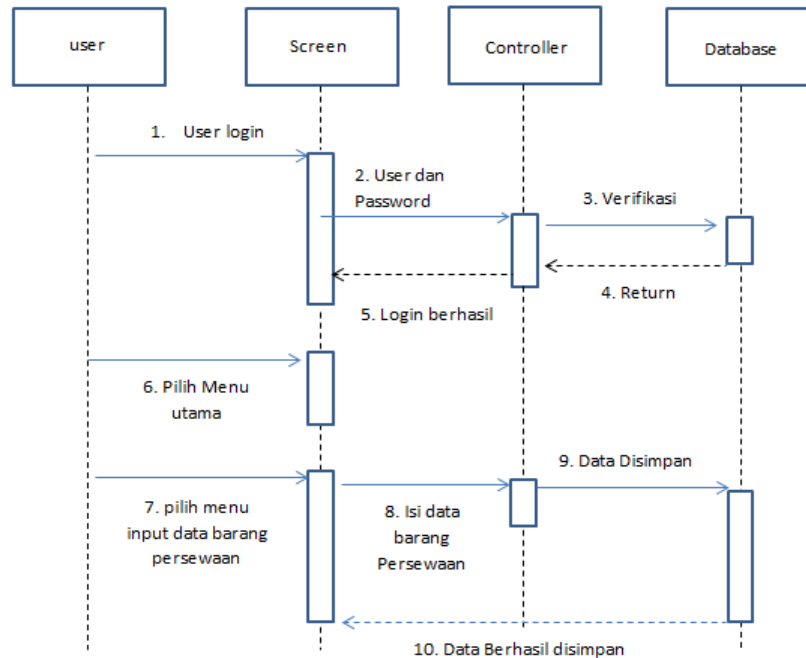 user
Screen
Controller
Database
1. User login
2. User dan
Password
3. Verifikasi
4. Return
5. Login berhasil
6. Pilih Menu
utama
7. pilih menu
input data barang
persewaan
8. Isi data
barang
Persewaan
9. Data Disimpan
10. Data Berhasil disimpan